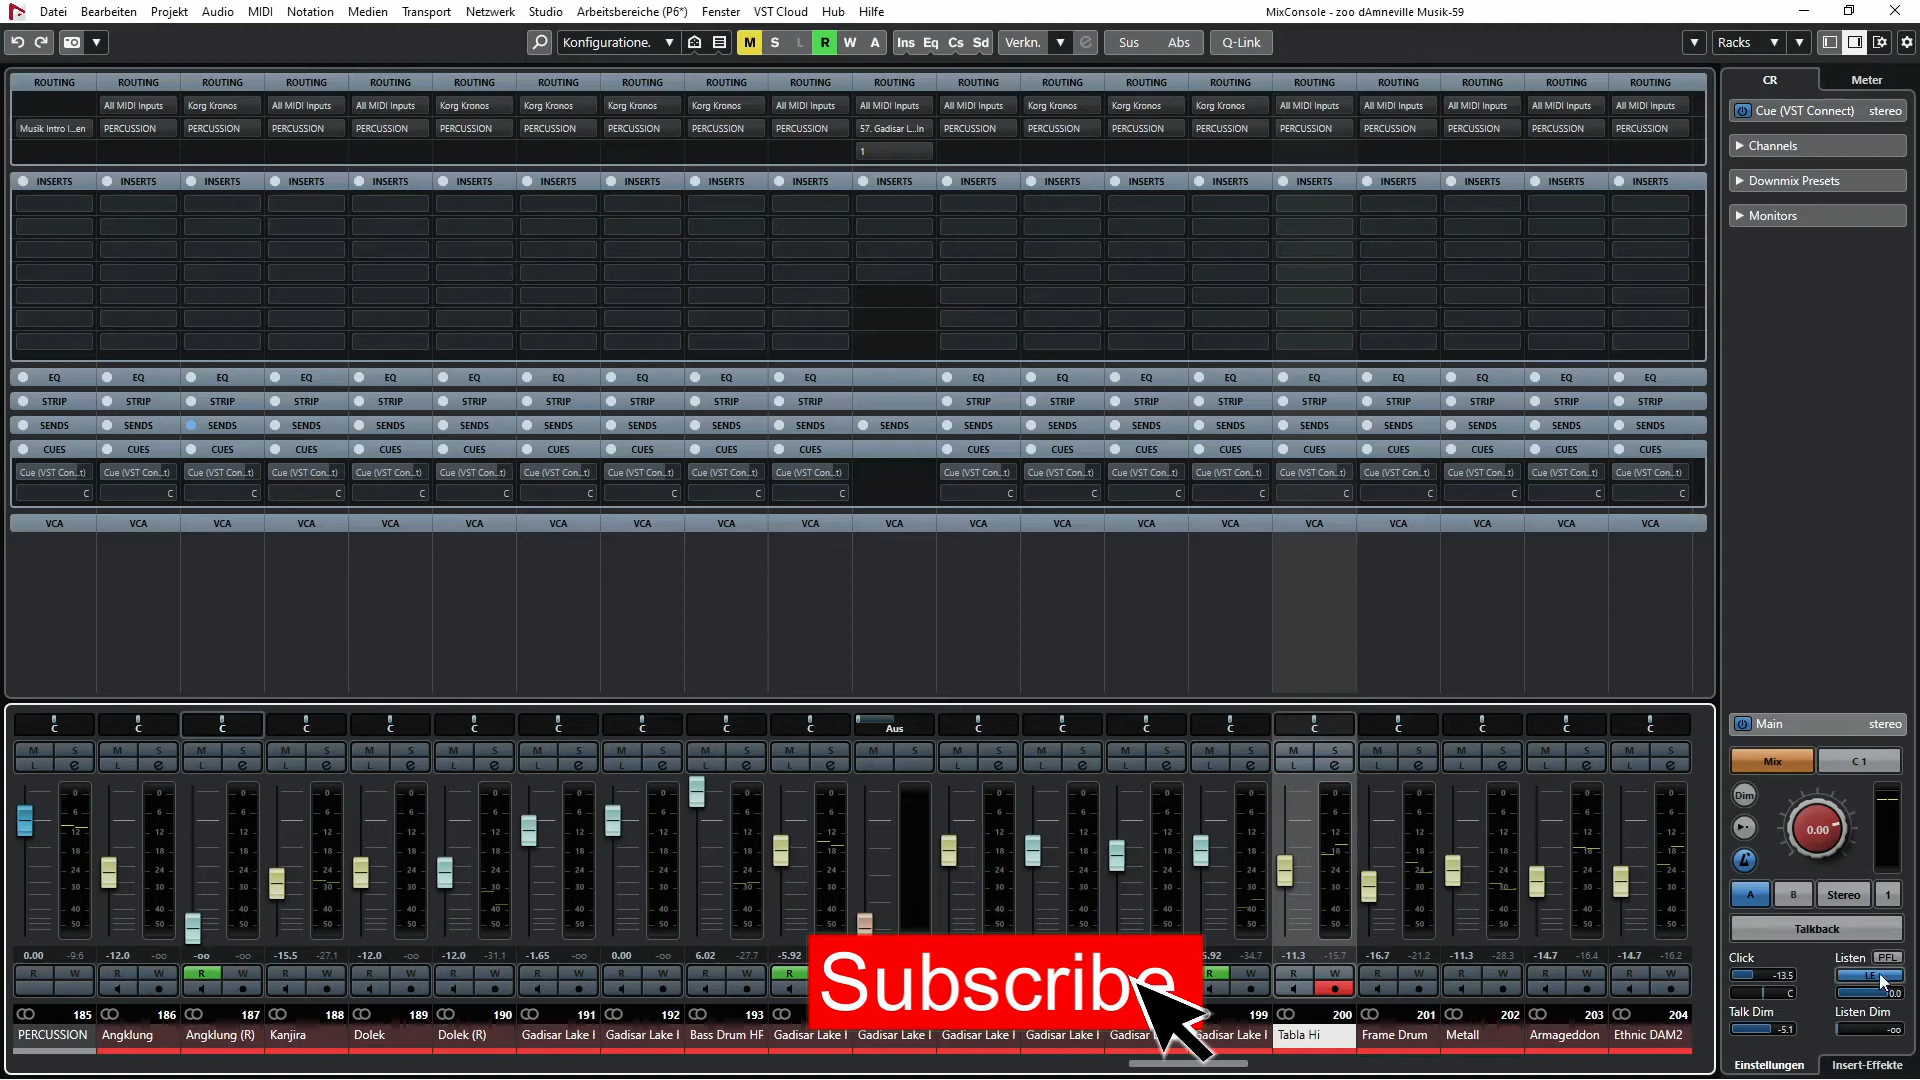 Datei Bearbeiten Projekt Audio MIDI Notation Medien Transport Netzwerk Studio Arbeitsbereiche (P6*) Fenster VST Cloud Hub Hilfe MixConsole - zoo dAmneville Musik-59
Konfiguratione. M S L R W A Ins Eq Cs Sd Verkn. Sus Abs Q-Link Racks
ROUTING ROUTING ROUTING ROUTING ROUTING ROUTING ROUTING ROUTING ROUTING ROUTING ROUTING ROUTING ROUTING ROUTING ROUTING ROUTING ROUTING ROUTING ROUTING ROUTING CR Meter
All MIDI Inputs Korg Kronos All MIDI Inputs All MIDI Inputs Korg Kronos Korg Kronos Korg Kronos Korg Kronos All MIDI Inputs All MIDI Inputs All MIDI Inputs Korg Kronos Korg Kronos Korg Kronos All MIDI Inputs All MIDI Inputs All MIDI Inputs All MIDI Inputs All MIDI Inputs Cue (VST Connect) stereo
Musik Intro I...en PERCUSSION PERCUSSION PERCUSSION PERCUSSION PERCUSSION PERCUSSION PERCUSSION PERCUSSION PERCUSSION 57. Gadisar L...In PERCUSSION PERCUSSION PERCUSSION PERCUSSION PERCUSSION PERCUSSION PERCUSSION PERCUSSION PERCUSSION
1 Channels
INSERTS INSERTS INSERTS INSERTS INSERTS INSERTS INSERTS INSERTS INSERTS INSERTS INSERTS INSERTS INSERTS INSERTS INSERTS INSERTS INSERTS INSERTS INSERTS INSERTS Downmix Presets
Monitors
EQ EQ EQ EQ EQ EQ EQ EQ EQ EQ EQ EQ EQ EQ EQ EQ EQ EQ EQ
STRIP STRIP STRIP STRIP STRIP STRIP STRIP STRIP STRIP STRIP STRIP STRIP STRIP STRIP STRIP STRIP STRIP STRIP STRIP
SENDS SENDS SENDS SENDS SENDS SENDS SENDS SENDS SENDS SENDS SENDS SENDS SENDS SENDS SENDS SENDS SENDS SENDS SENDS SENDS
CUES CUES CUES CUES CUES CUES CUES CUES CUES CUES CUES CUES CUES CUES CUES CUES CUES CUES CUES
Cue (VST Con...t) Cue (VST Con...t) Cue (VST Con...t) Cue (VST Con...t) Cue (VST Con...t) Cue (VST Con...t) Cue (VST Con...t) Cue (VST Con...t) Cue (VST Con...t) Cue (VST Con...t) Cue (VST Con...t) Cue (VST Con...t) Cue (VST Con...t) Cue (VST Con...t) Cue (VST Con...t) Cue (VST Con...t) Cue (VST Con...t) Cue (VST Con...t) Cue (VST Con...t)
C C C C C C C C C C C C C C C C C C C
VCA VCA VCA VCA VCA VCA VCA VCA VCA VCA VCA VCA VCA VCA VCA VCA VCA VCA VCA VCA
C C C C C C C C C C Aus C C C C C C C C C Main stereo
M S M S M S M S M S M S M S M S M S M S M S M S M S M S M S M S M S M S M S M S Mix C 1
Dim
0.00
A B Stereo 1
Talkback
0.00 -9.6 -12.0 -oo -oo -oo -15.5 -27.1 -12.0 -oo -12.0 -31.1 -1.65 -oo 0.00 -oo 6.02 -27.7 -5.92 5.92 -34.7 -11.3 -15.7 -16.7 -21.2 -11.3 -28.3 -14.7 -16.4 -14.7 -16.2 Click Listen PFL
R W R W R W R W R W R W R W R W R W R R W R W R W R W R W R W -13.5 LE
C 0.0
185 186 187 188 189 190 191 192 193 199 200 201 202 203 204 Talk Dim Listen Dim
PERCUSSION Angklung Angklung (R) Kanjira Dolek Dolek (R) Gadisar Lake Gadisar Lake Bass Drum HF Gadisar Lake Gadisar Lake Gadisar Lake Gadisar Lake Gadisar Gadisar Lake Tabla Hi Frame Drum Metall Armageddon Ethnic DAM2 -5.1 -oo
Einstellungen Insert-Effekte
Subscribe